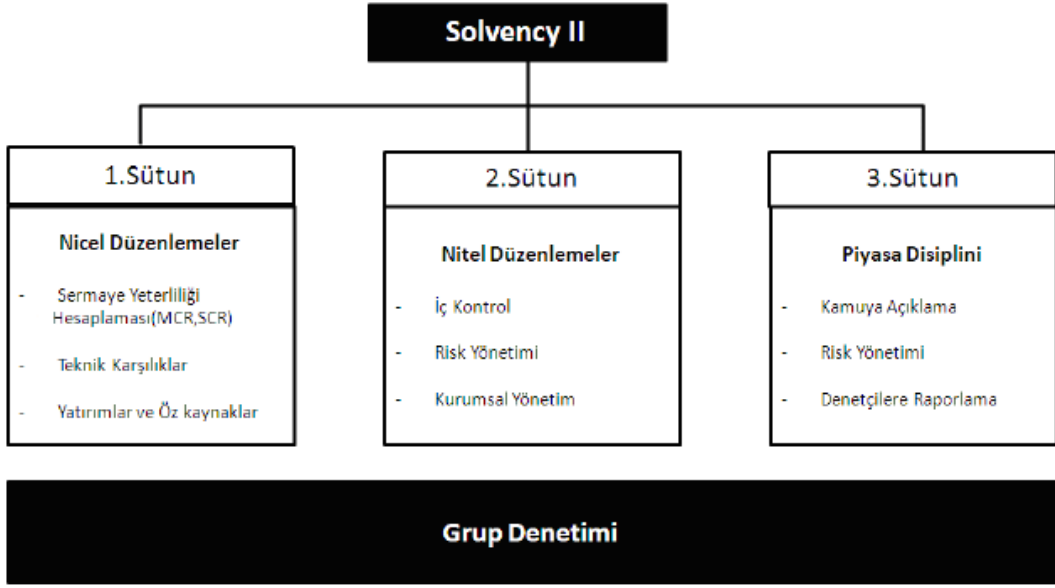 Solvency II
1.Sütun
Nicel Düzenlemeler
- Sermaye Yeterliliği
Hesaplaması(MCR,SCR)
- Teknik Karşılıklar
- Yatırımlar ve Öz kaynaklar
2.Sütun
Nitel Düzenlemeler
- İç Kontrol
- Risk Yönetimi
- Kurumsal Yönetim
3.Sütun
Piyasa Disiplini
- Kamuya Açıklama
- Risk Yönetimi
- Denetçilere Raporlama
Grup Denetimi